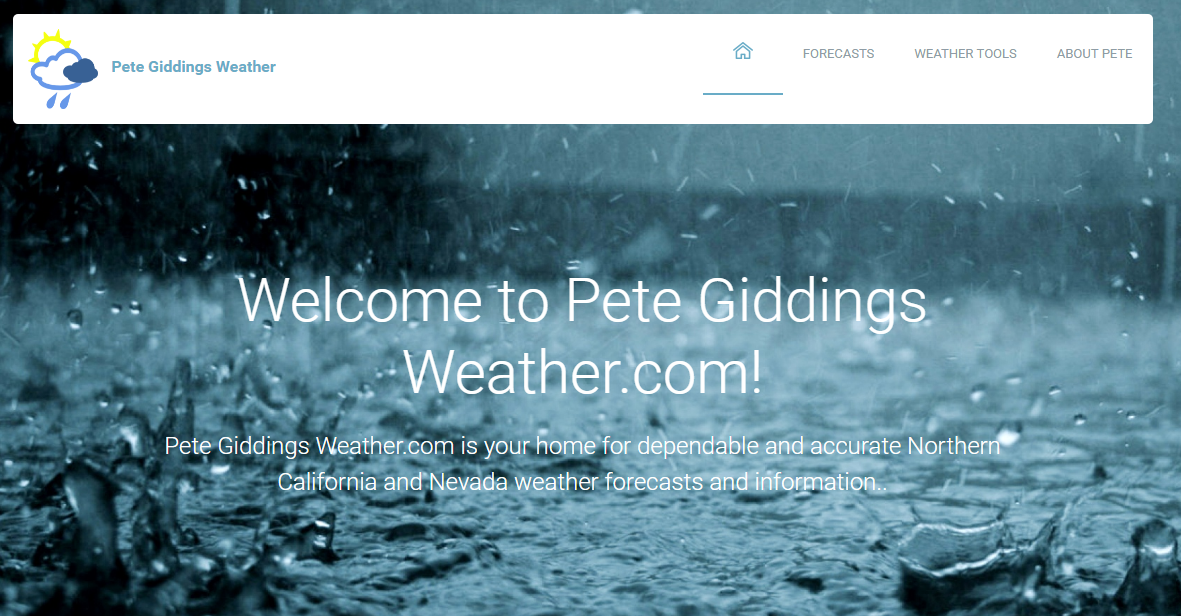 Pete Giddings Weather
FORECASTS
WEATHER TOOLS
ABOUT PETE
Welcome to Pete Giddings
Weather.com!
Pete Giddings Weather.com is your home for dependable and accurate Northern
California and Nevada weather forecasts and information..